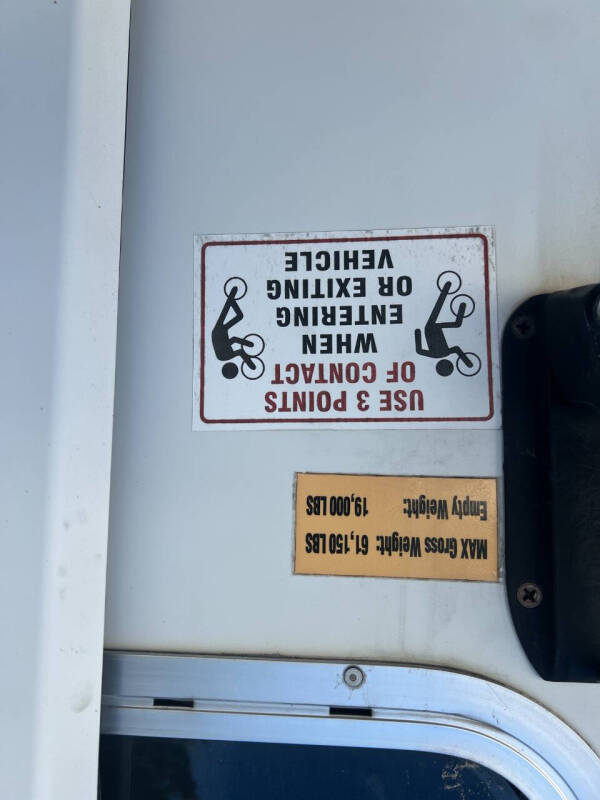 MAX Gross Weight: 61,150 LBS
Empty Weight: 19,000 LBS
USE 3 POINTS
OF CONTACT
WHEN
ENTERING
OR EXITING
VEHICLE